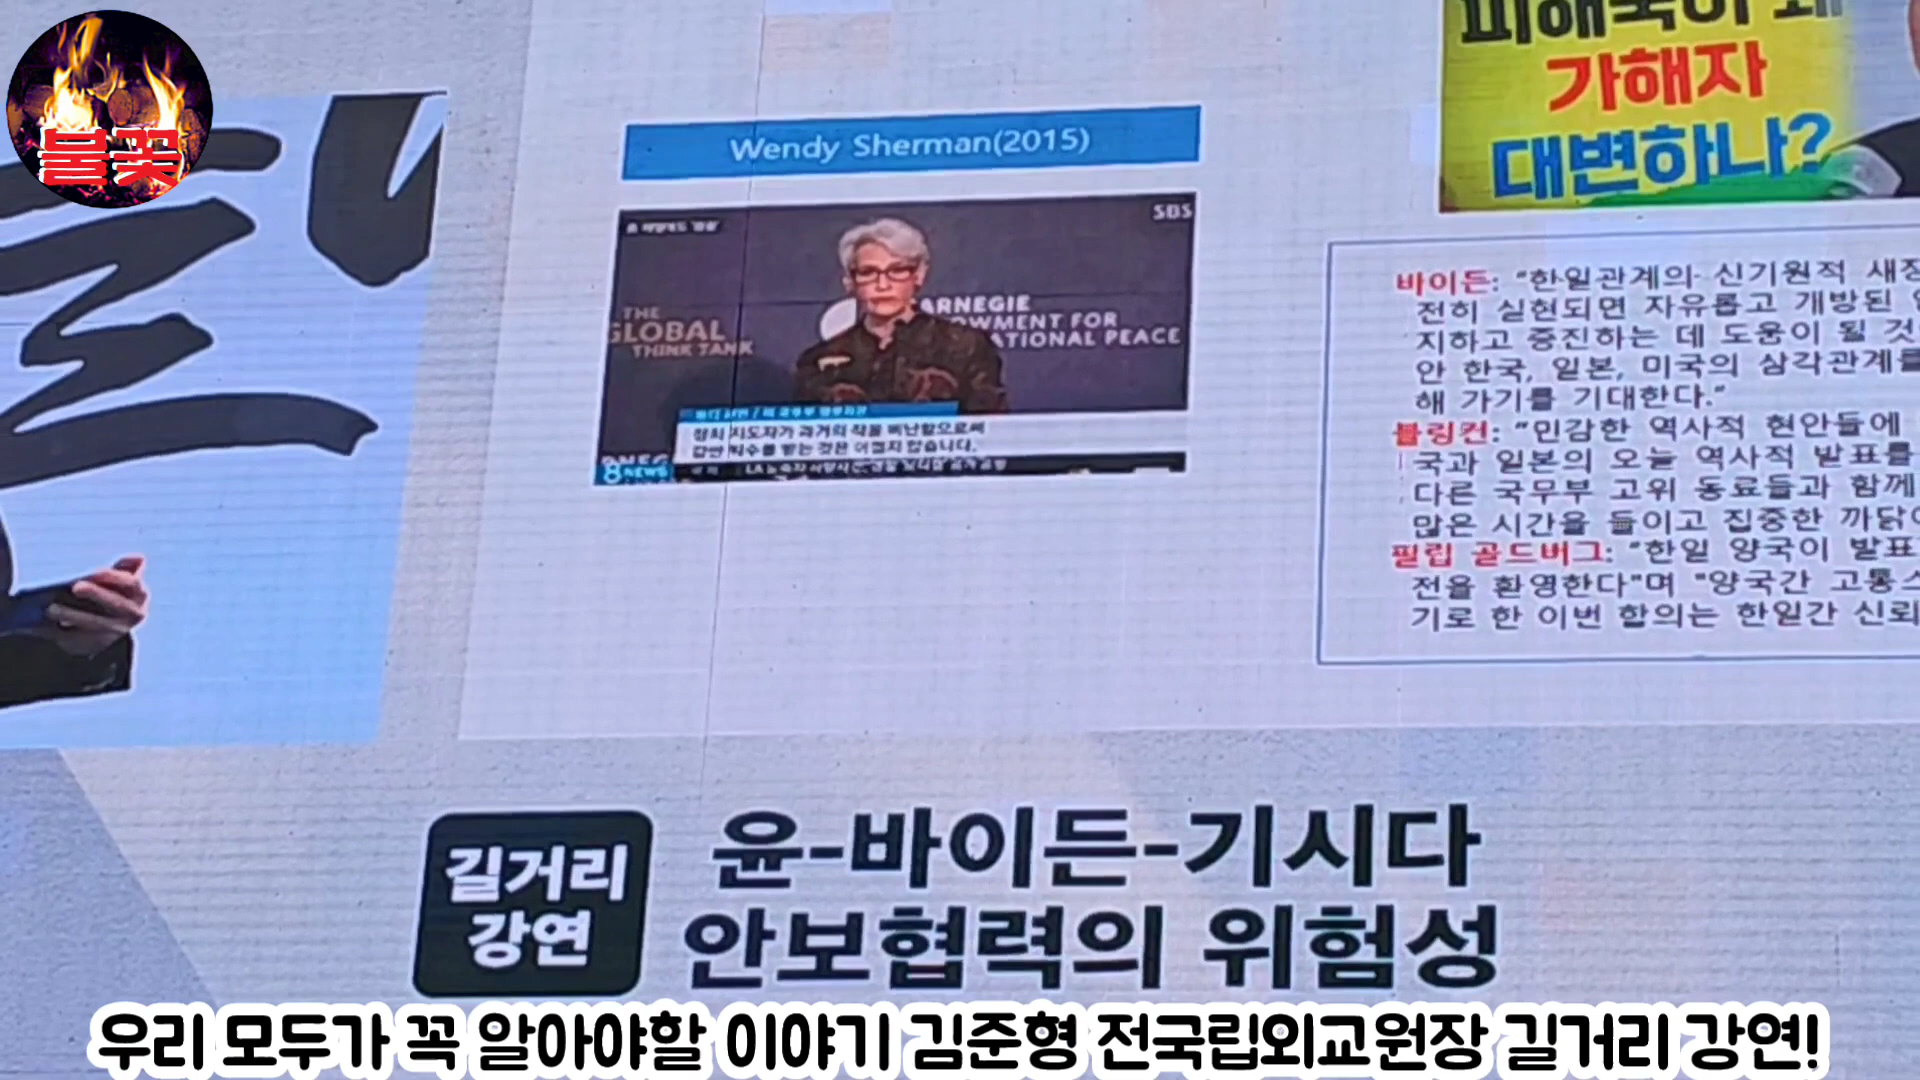 불꽃
Wendy Sherman(2015)
SBS
THE
GLOBAL
THINK TANK
ARNEGIE
OWMENT FOR
ATIONAL PEACE
정치 지도자가 과거의 적을 비난함으로써
값싼 박수를 받는 것은 어렵지 않습니다.
8 NEWS
피해국이 왜
가해자
대변하나?
바이든: "한일관계의 신기원적 새장
전히 실현되면 자유롭고 개방된
지하고 증진하는 데 도움이 될 것
안 한국, 일본, 미국의 삼각관계를
해 가기를 기대한다."
블링컨: "민감한 역사적 현안들에
국과 일본의 오늘 역사적 발표를
다른 국무부 고위 동료들과 함께
많은 시간을 들이고 집중한 까닭이
필립 골드버그: "한일 양국이 발표
전을 환영한다"며 "양국간 고통스
기로 한 이번 합의는 한일간 신뢰
길거리
강연
윤-바이든-기시다
안보협력의 위험성
우리 모두가 꼭 알아야할 이야기 김준형 전국립외교원장 길거리 강연!